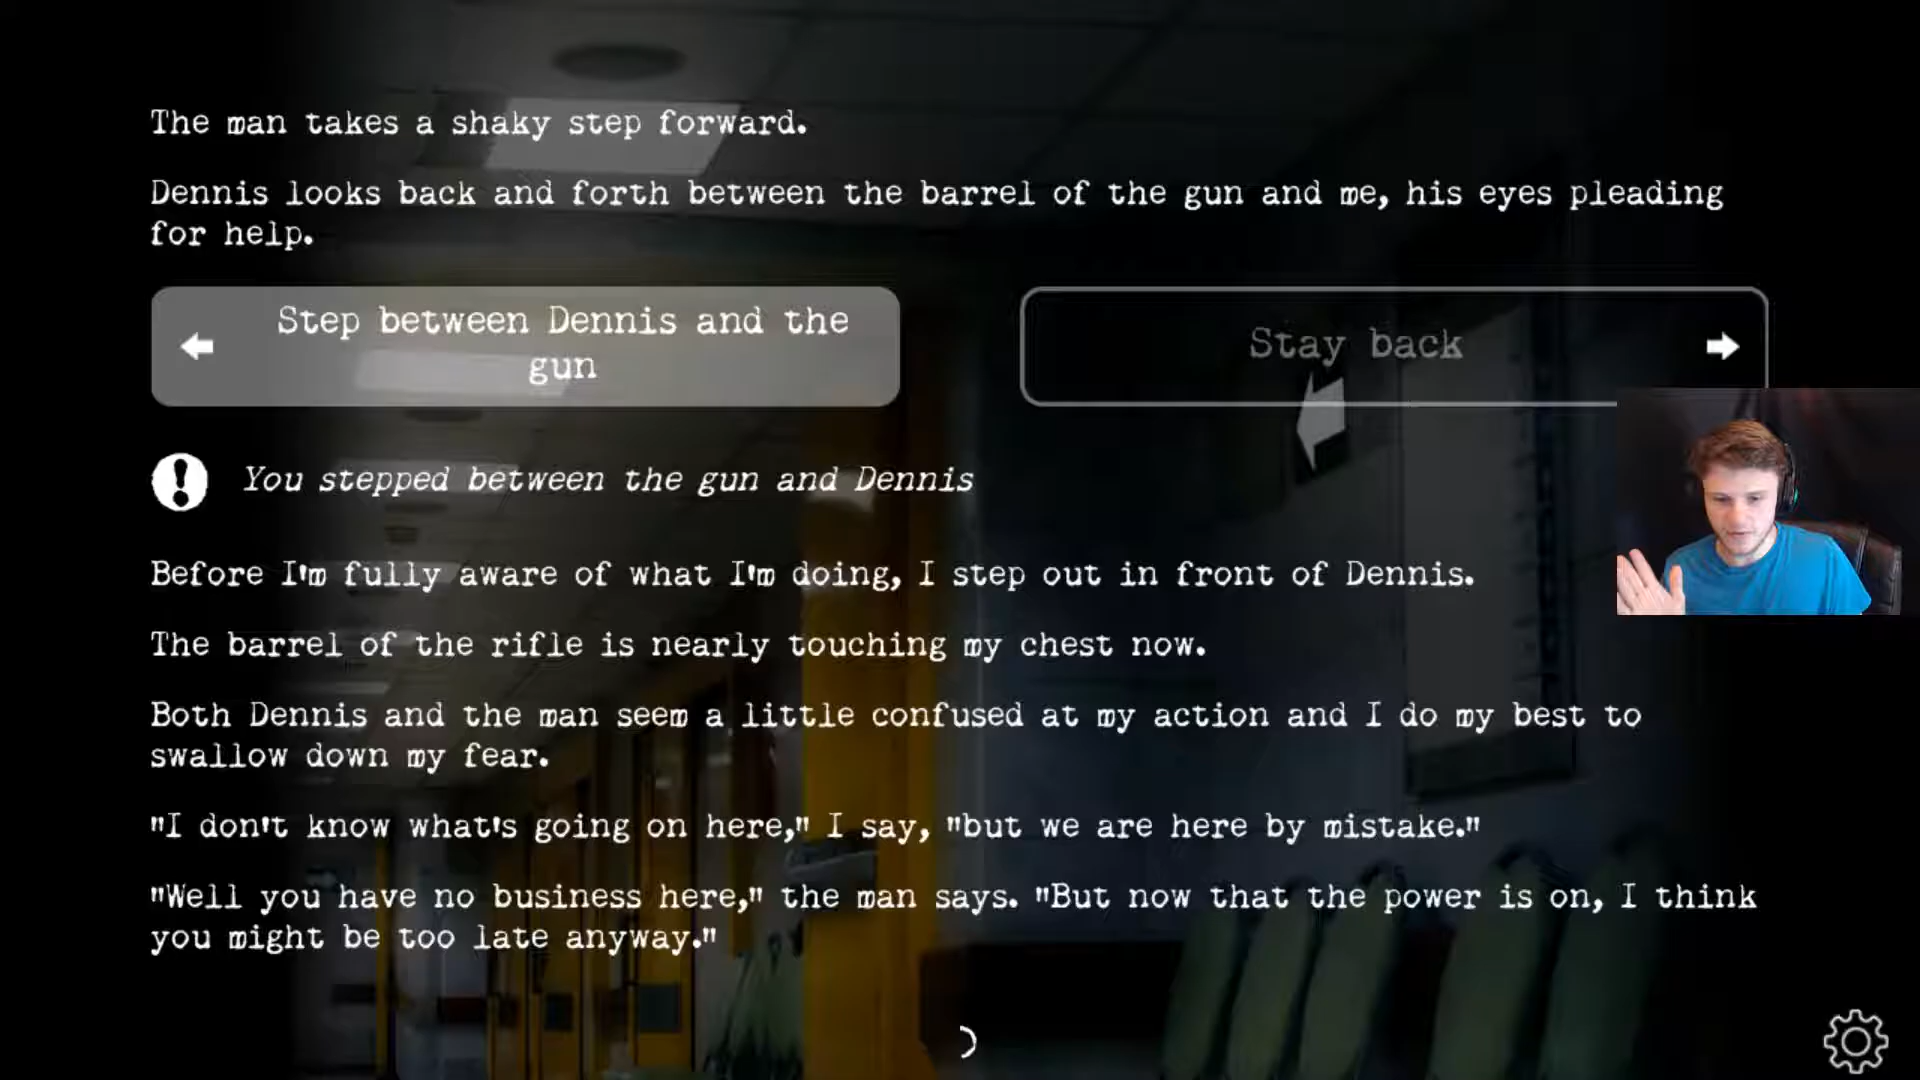 The man takes a shaky step forward.
Dennis looks back and forth between the barrel of the gun and me, his eyes pleading
for help.
Step between Dennis and the
gun
Stay back
You stepped between the gun and Dennis
Before I'm fully aware of what I'm doing, I step out in front of Dennis.
The barrel of the rifle is nearly touching my chest now.
Both Dennis and the man seem a little confused at my action and I do my best to
swallow down my fear.
"I don't know what's going on here," I say, "but we are here by mistake."
"Well you have no business here," the man says. "But now that the power is on, I think
you might be too late anyway."